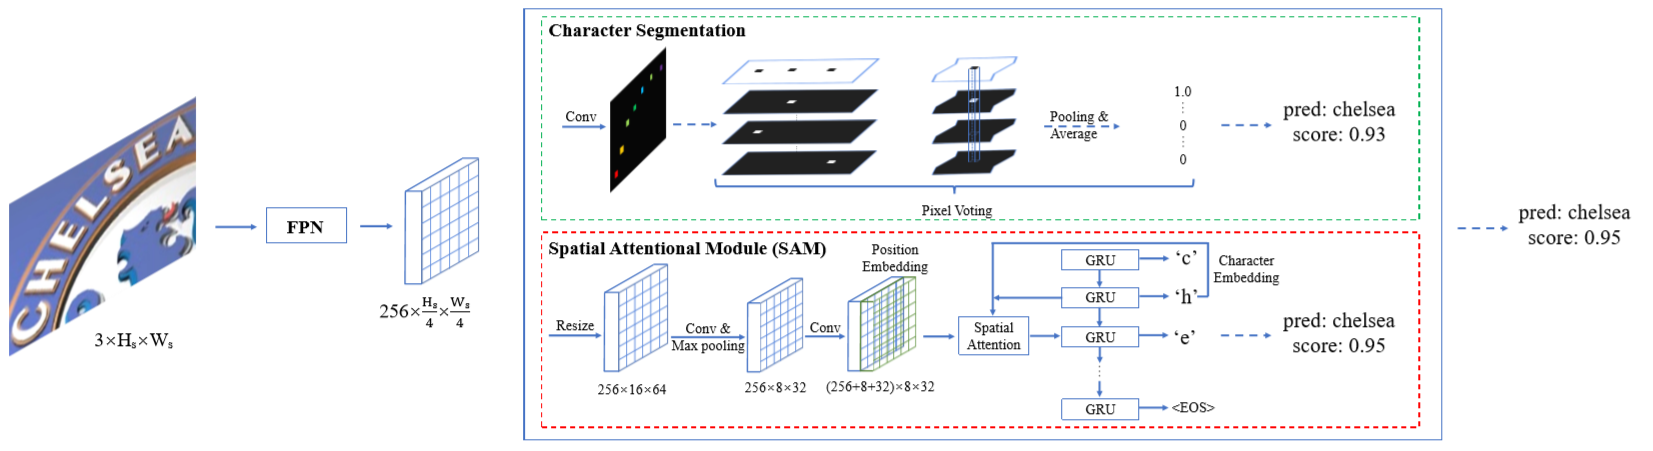 CHELSEA
3×Hₛ×Wₛ
FPN
256×Hₛ/4×Wₛ/4
Character Segmentation
Conv
Pooling &
Average
1.0
0
0
Pixel Voting
pred: chelsea
score: 0.93
Spatial Attentional Module (SAM)
Resize
256×16×64
Conv &
Max pooling
256×8×32
Conv
Position
Embedding
(256+8+32)×8×32
Spatial
Attention
GRU
‘c’
GRU
‘h’
GRU
‘e’
GRU
<EOS>
Character
Embedding
pred: chelsea
score: 0.95
pred: chelsea
score: 0.95